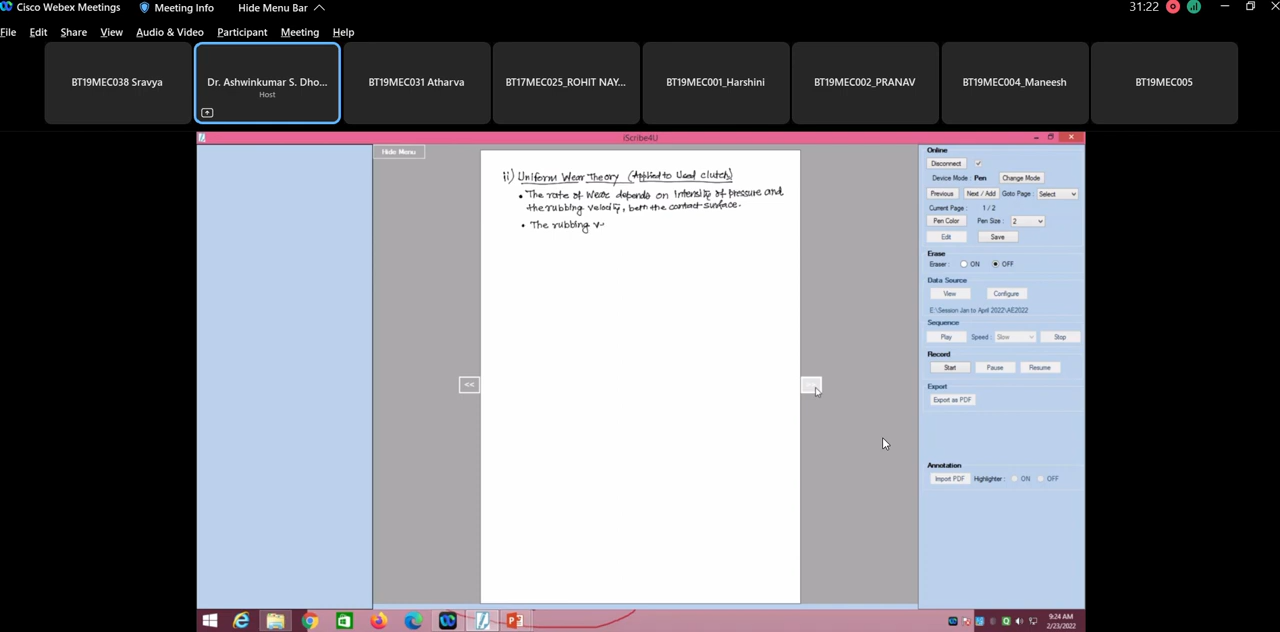 Cisco Webex Meetings
Meeting Info
Hide Menu Bar
31:22
File Edit Share View Audio & Video Participant Meeting Help
BT19MEC038 Sravya
Dr. Ashwinkumar S. Dho...
Host
BT19MEC031 Atharva
BT17MEC025_ROHIT NAY...
BT19MEC001_Harshini
BT19MEC002_PRANAV
BT19MEC004_Maneesh
BT19MEC005
iScribe4U
Hide Menu
ii) Uniform Wear Theory (Applied to Used clutch)
• The rate of wear depends on intensity of pressure and
the rubbing velocity, betn the contact surface.
• The rubbing v
<<
>>
Online
Disconnect
Device Mode : Pen Change Mode
Previous Next / Add Goto Page : Select
Current Page : 1 / 2
Pen Color Pen Size : 2
Edit Save
Erase
Eraser : ON OFF
Data Source
View Configure
E:\Session Jan to April 2022\AE2022
Sequence
Play Speed : Slow Stop
Record
Start Pause Resume
Export
Export as PDF
Annotation
Import PDF Highlighter : ON OFF
9:24 AM
2/23/2022